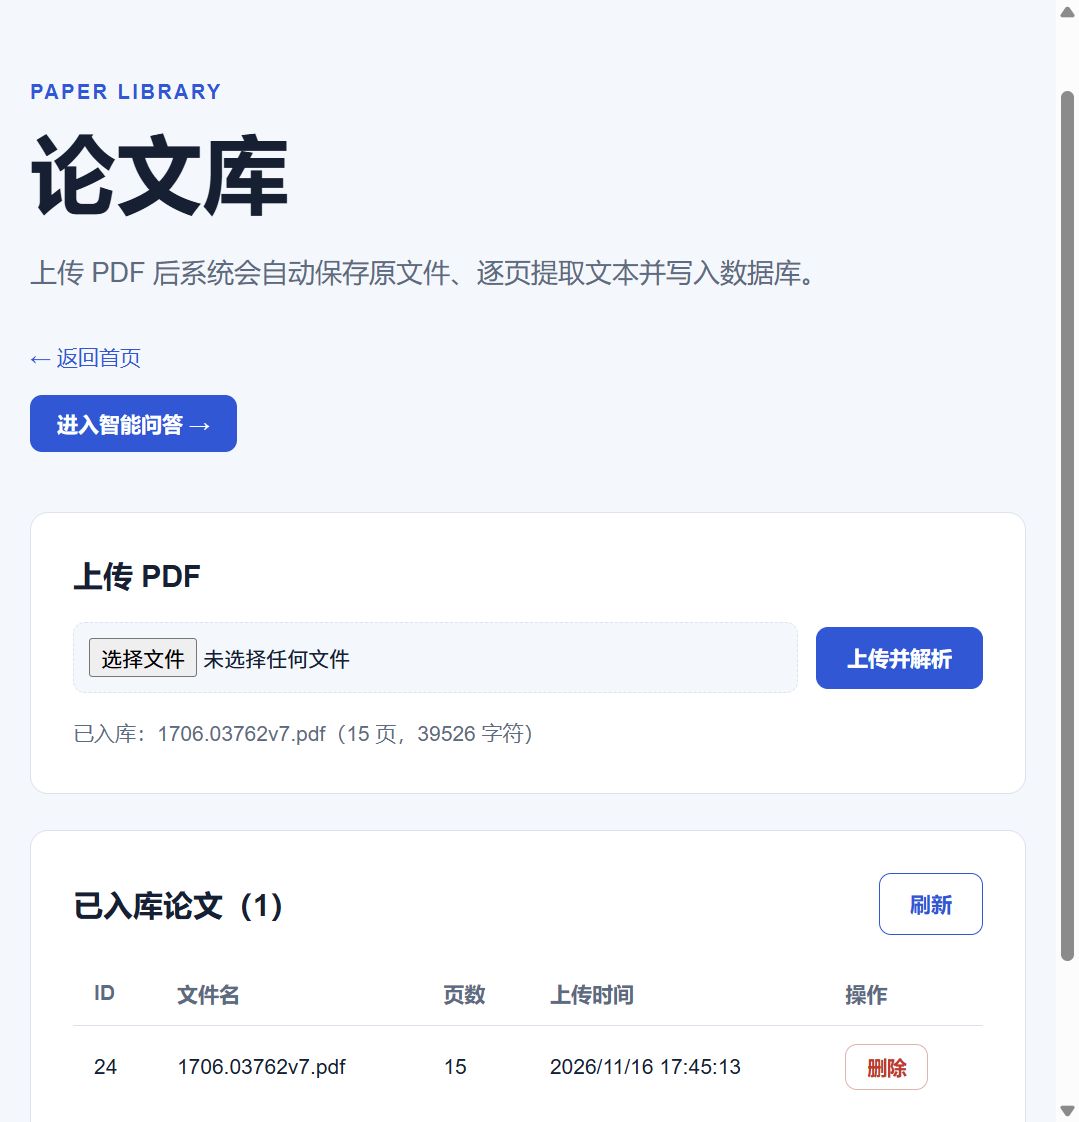 PAPER LIBRARY
论文库
上传 PDF 后系统会自动保存原文件、逐页提取文本并写入数据库。
← 返回首页
进入智能问答 →
上传 PDF
选择文件 未选择任何文件 上传并解析
已入库：1706.03762v7.pdf（15 页，39526 字符）
已入库论文（1） 刷新
ID 文件名 页数 上传时间 操作
24 1706.03762v7.pdf 15 2026/11/16 17:45:13 删除